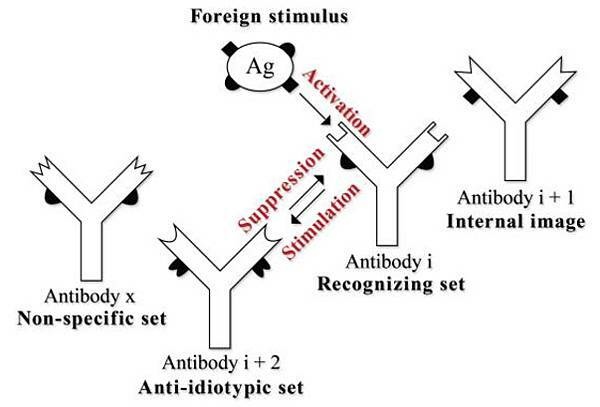 Foreign stimulus
Ag
Activation
Suppression
Stimulation
Antibody i + 1
Internal image
Antibody i
Recognizing set
Antibody x
Non-specific set
Antibody i + 2
Anti-idiotypic set